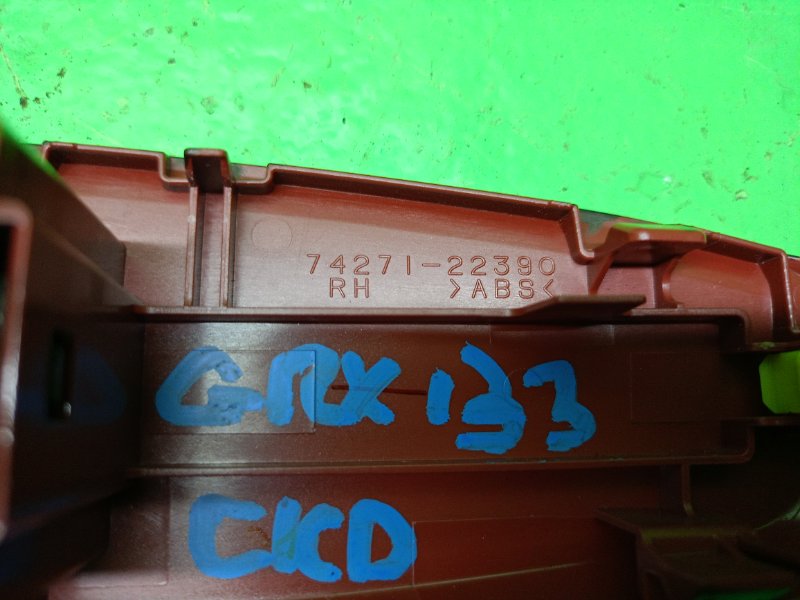 74271-22390
RH >ABS<
GRX133
CKD